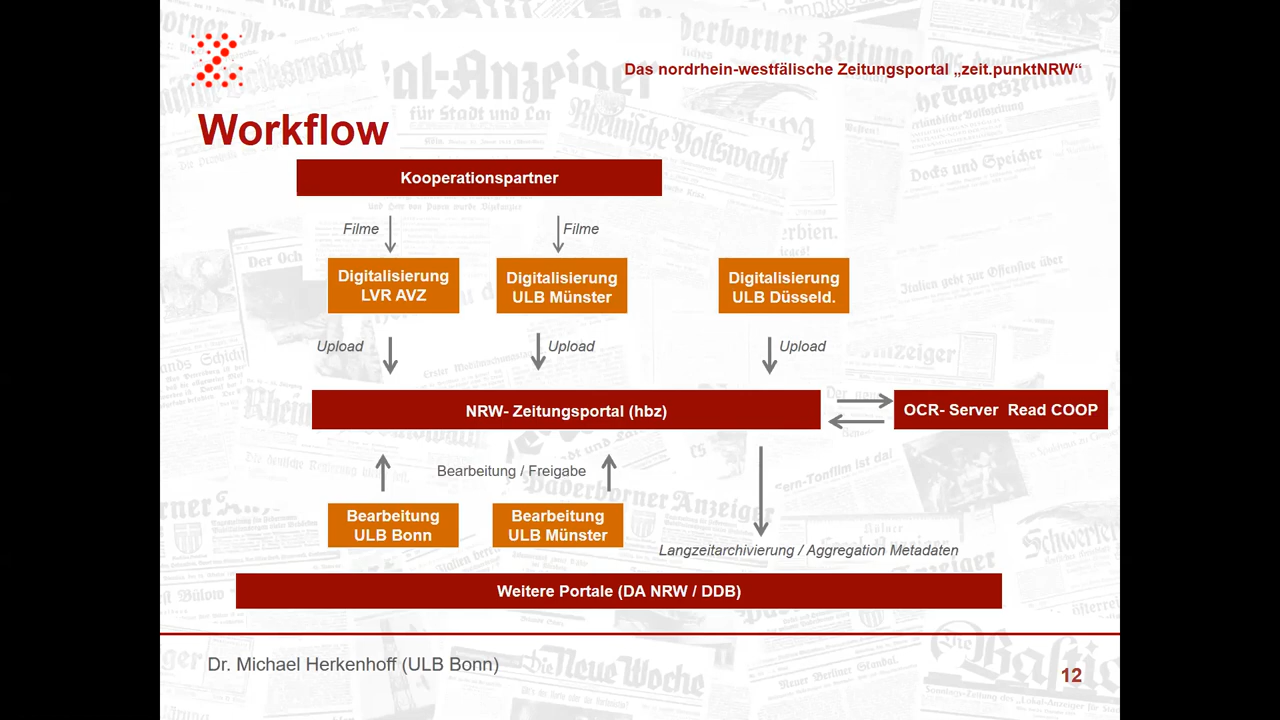 Das nordrhein-westfälische Zeitungsportal „zeit.punktNRW“
Workflow
Kooperationspartner
Filme
Filme
Digitalisierung
LVR AVZ
Digitalisierung
ULB Münster
Digitalisierung
ULB Düsseld.
Upload
Upload
Upload
NRW- Zeitungsportal (hbz)
OCR- Server Read COOP
Bearbeitung / Freigabe
Bearbeitung
ULB Bonn
Bearbeitung
ULB Münster
Langzeitarchivierung / Aggregation Metadaten
Weitere Portale (DA NRW / DDB)
Dr. Michael Herkenhoff (ULB Bonn)
12